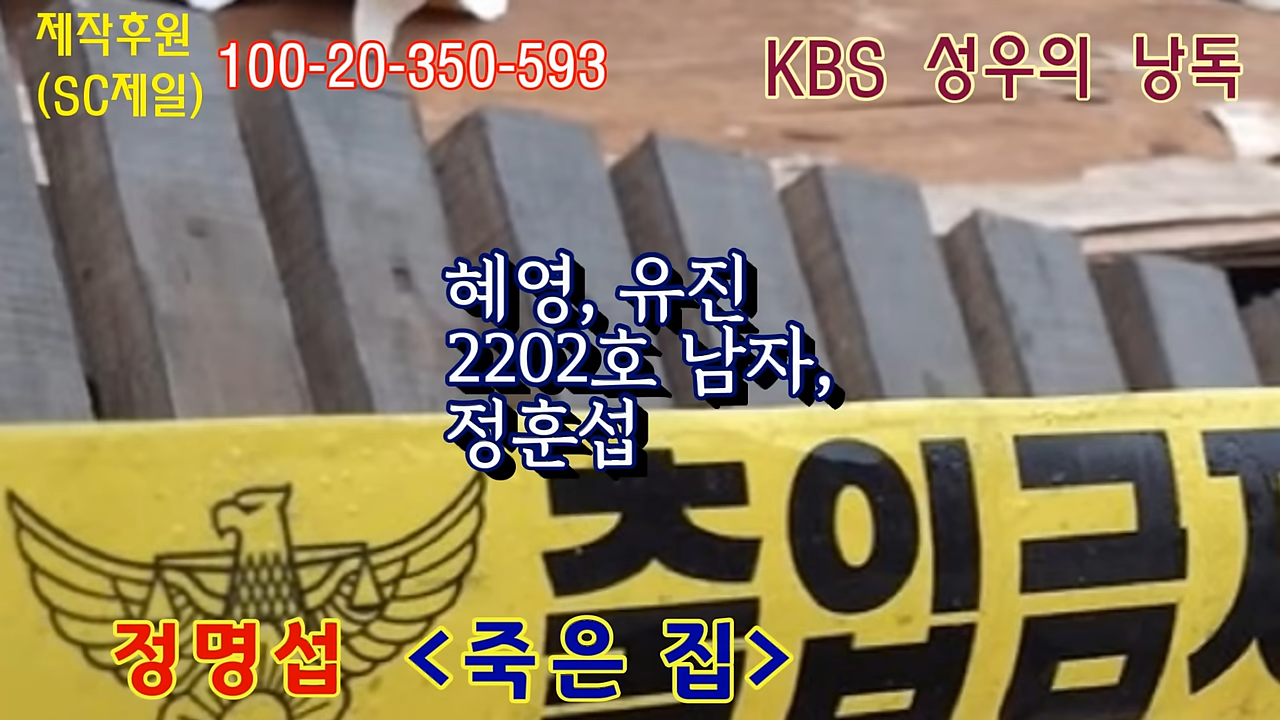 제작후원
(SC제일)
100-20-350-593
KBS 성우의 낭독
혜영, 유진
2202호 남자,
정훈섭
출입금지
정명섭 <죽은 집>